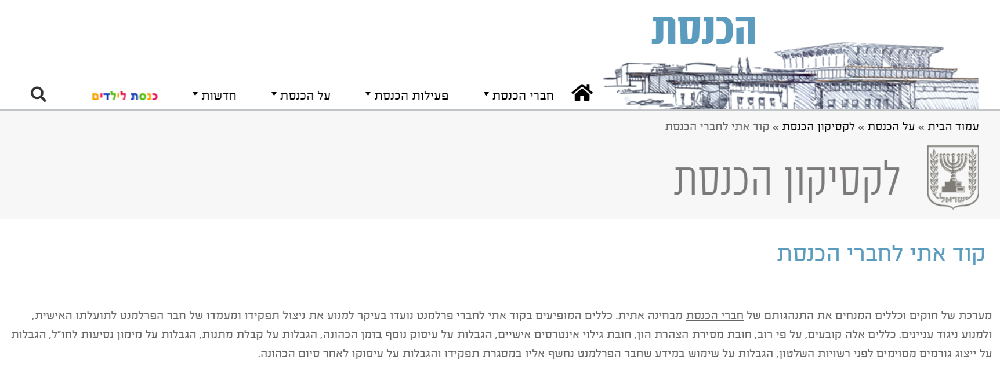 הכנסת
חברי הכנסת
פעילות הכנסת
על הכנסת
חדשות
כנסת לילדים
עמוד הבית » על הכנסת » לקסיקון הכנסת » קוד אתי לחברי הכנסת
ישראל
לקסיקון הכנסת
קוד אתי לחברי הכנסת
מערכת של חוקים וכללים המנחים את התנהגותם של חברי הכנסת מבחינה אתית. כללים המופיעים בקוד אתי לחברי פרלמנט נועדו בעיקר למנוע את ניצול תפקידו ומעמדו של חבר הפרלמנט לתועלתו האישית,
ולמנוע ניגוד עניינים. כללים אלה קובעים, על פי רוב, חובת מסירת הצהרת הון, חובת גילוי אינטרסים אישיים, הגבלות על עיסוק נוסף בזמן הכהונה, הגבלות על קבלת מתנות, הגבלות על מימון נסיעות לחו"ל, הגבלות
על ייצוג גורמים מסוימים לפני רשויות השלטון, הגבלות על שימוש במידע שחבר הפרלמנט נחשף אליו במסגרת תפקידו והגבלות על עיסוקו לאחר סיום הכהונה.